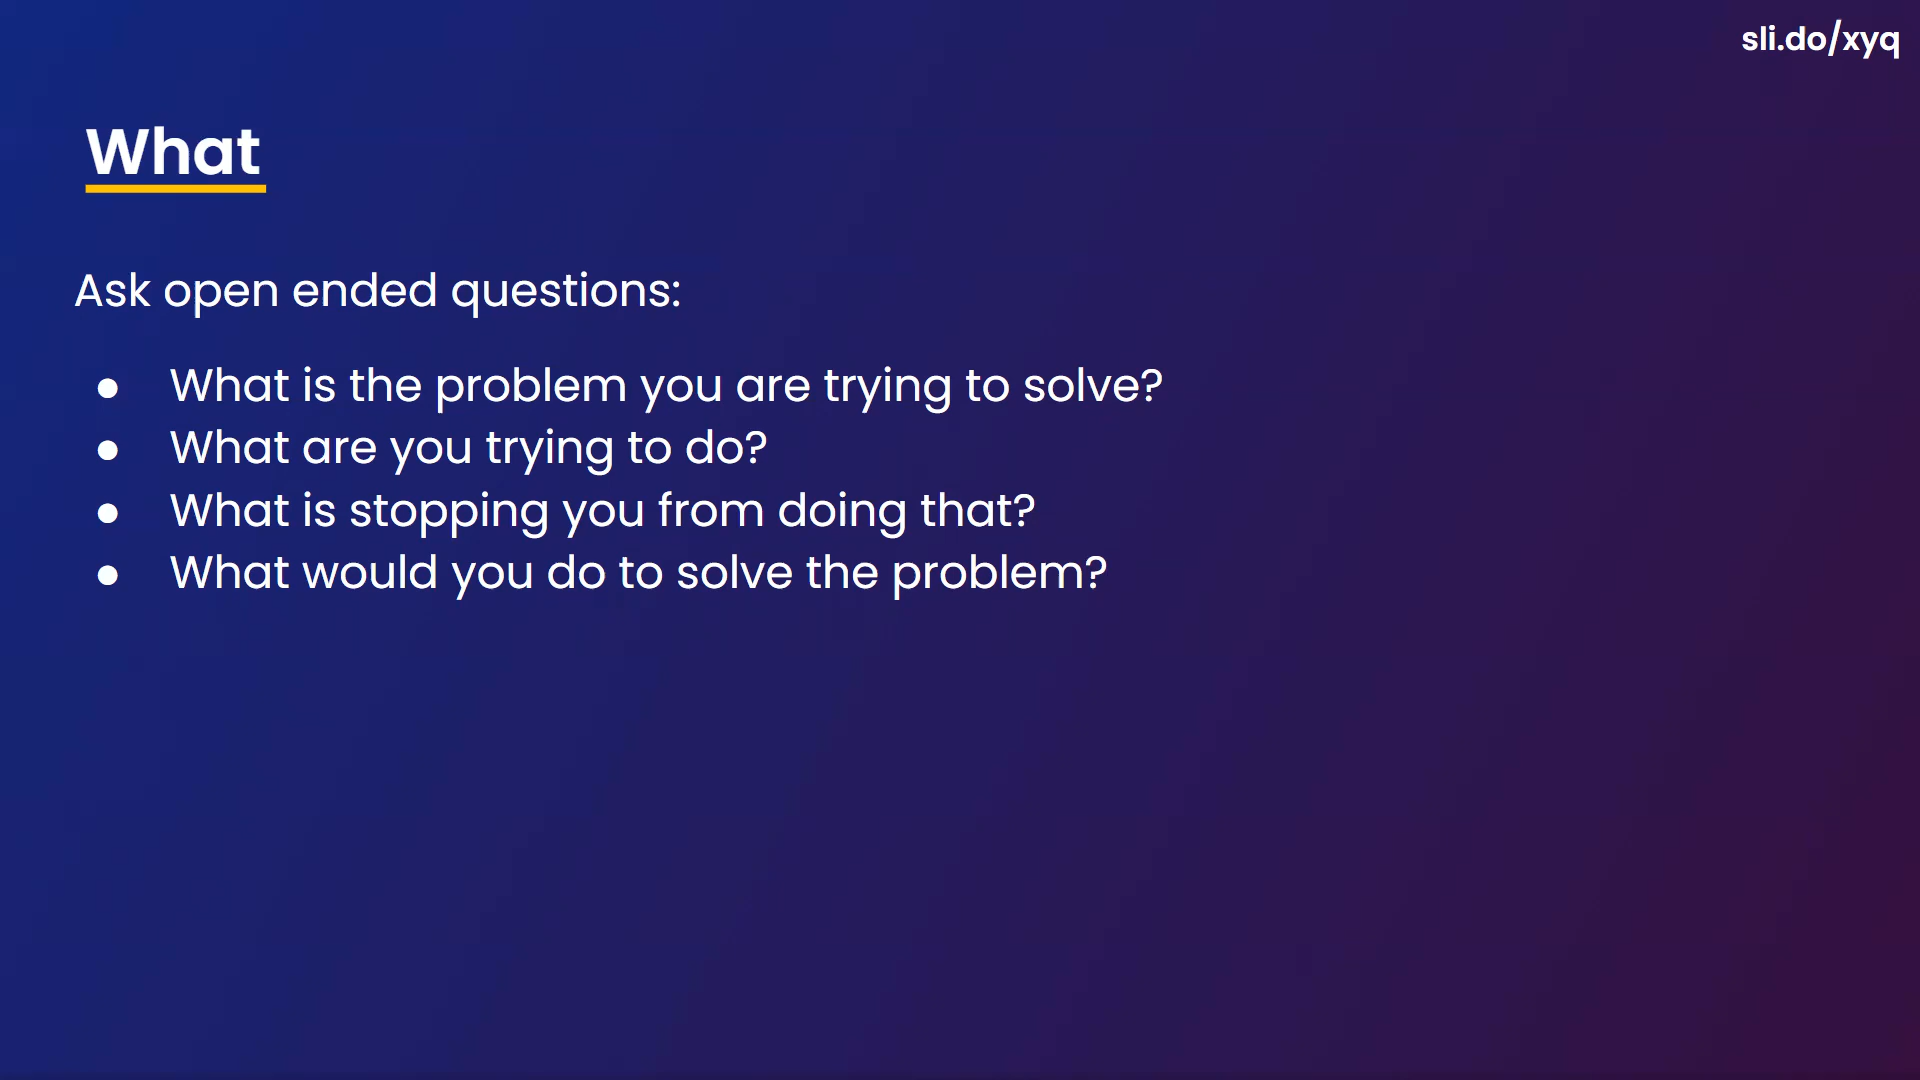 sli.do/xyq
What
Ask open ended questions:
● What is the problem you are trying to solve?
● What are you trying to do?
● What is stopping you from doing that?
● What would you do to solve the problem?